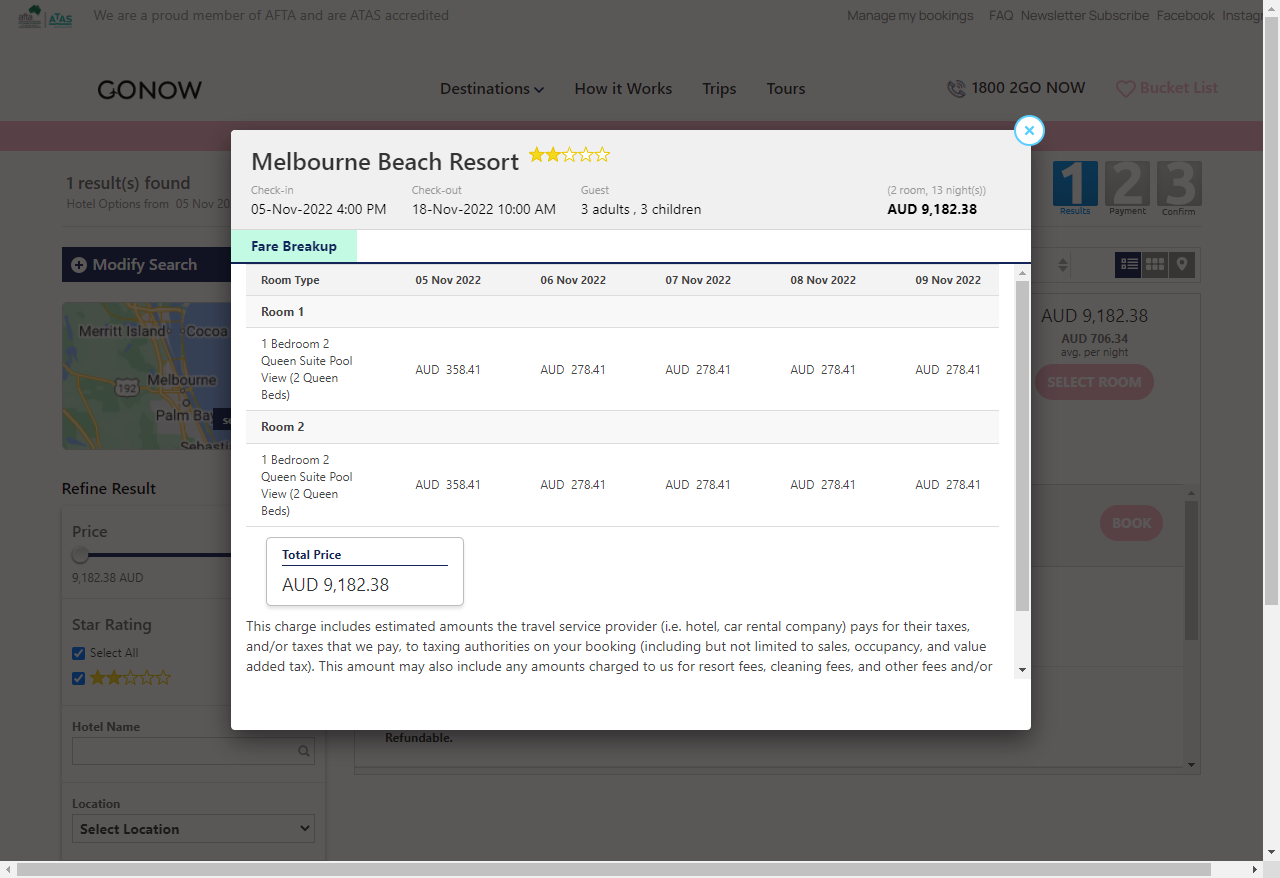 We are a proud member of AFTA and are ATAS accredited
Manage my bookings FAQ Newsletter Subscribe Facebook
GONOW
Destinations How it Works Trips Tours
1800 2GO NOW
Bucket List
Melbourne Beach Resort
Check-in Check-out Guest (2 room, 13 night(s))
05-Nov-2022 4:00 PM 18-Nov-2022 10:00 AM 3 adults , 3 children AUD 9,182.38
Fare Breakup
Room Type 05 Nov 2022 06 Nov 2022 07 Nov 2022 08 Nov 2022 09 Nov 2022
Room 1
1 Bedroom 2
Queen Suite Pool
View (2 Queen
Beds)
AUD 358.41 AUD 278.41 AUD 278.41 AUD 278.41 AUD 278.41
Room 2
1 Bedroom 2
Queen Suite Pool
View (2 Queen
Beds)
AUD 358.41 AUD 278.41 AUD 278.41 AUD 278.41 AUD 278.41
Total Price
AUD 9,182.38
This charge includes estimated amounts the travel service provider (i.e. hotel, car rental company) pays for their taxes,
and/or taxes that we pay, to taxing authorities on your booking (including but not limited to sales, occupancy, and value
added tax). This amount may also include any amounts charged to us for resort fees, cleaning fees, and other fees and/or
1 result(s) found
Hotel Options from 05 Nov 20
1 2 3
Results Payment Confirm
Modify Search
Merritt Island Cocoa
192 Melbourne
Palm Bay
Sebasti
AUD 9,182.38
AUD 706.34
avg. per night
SELECT ROOM
BOOK
Refine Result
Price
9,182.38 AUD
Star Rating
Select All
Hotel Name
Location
Select Location
Refundable.